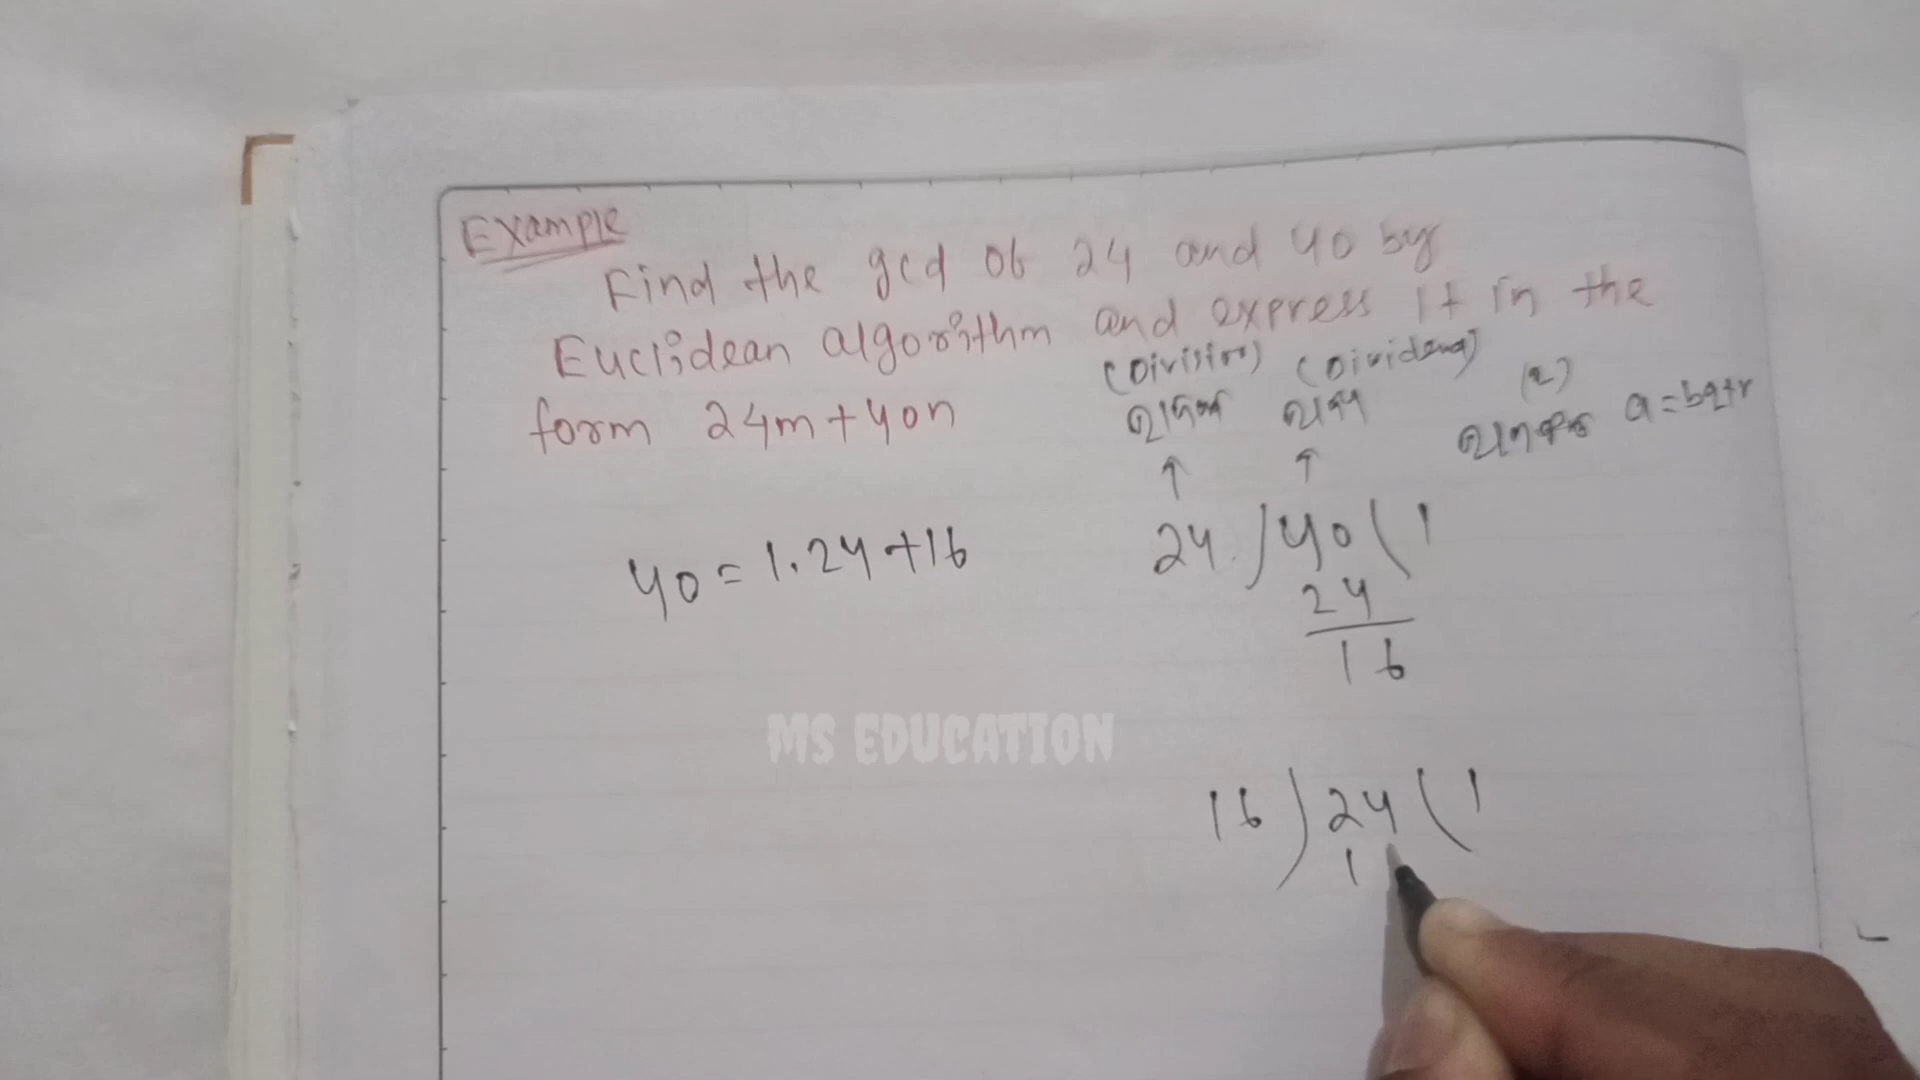 Example
Find the gcd of 24 and 40 by
Euclidean algorithm and express it in the
form 24m+40n
(Division) (Dividend)
(q)
a=bq+r
↑ ↑
40=1.24+16
24)40(1
24
16
MS EDUCATION
16)24(1
1